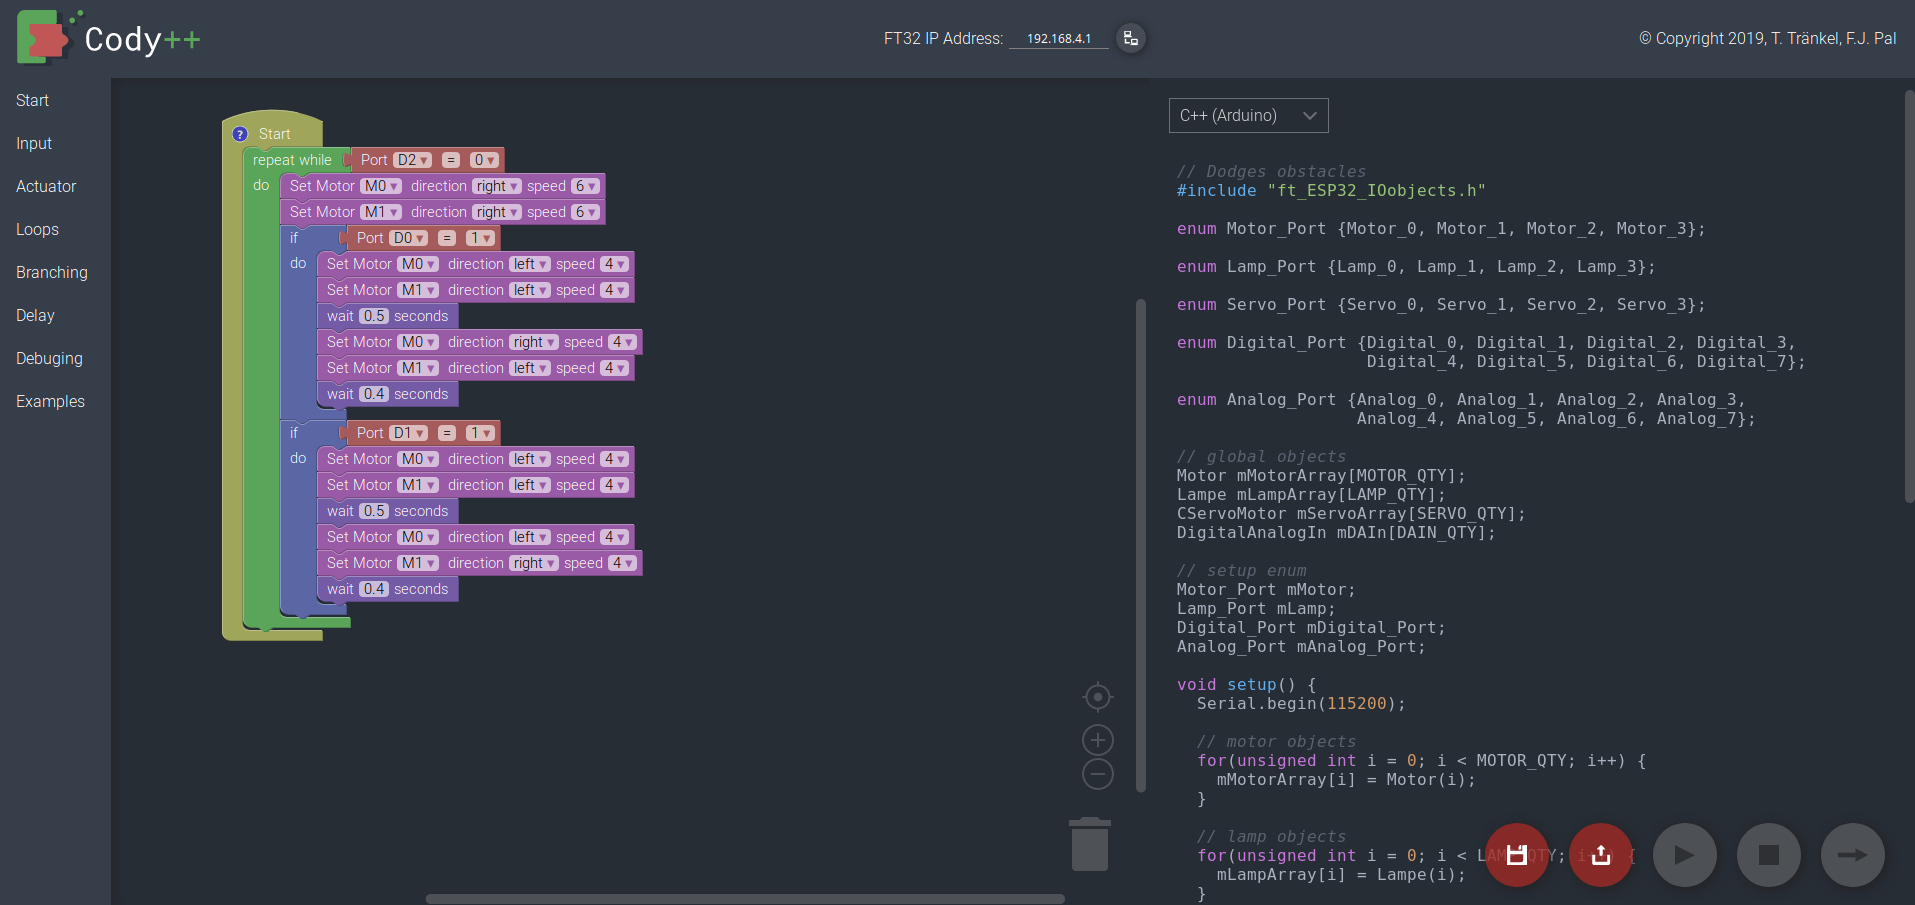 Cody++
FT32 IP Address: 192.168.4.1
© Copyright 2019, T. Tränkel, F.J. Pal
Start
Input
Actuator
Loops
Branching
Delay
Debuging
Examples
? Start
repeat while Port D2 = 0
do Set Motor M0 direction right speed 6
Set Motor M1 direction right speed 6
if Port D0 = 1
do Set Motor M0 direction left speed 4
Set Motor M1 direction left speed 4
wait 0.5 seconds
Set Motor M0 direction right speed 4
Set Motor M1 direction left speed 4
wait 0.4 seconds
if Port D1 = 1
do Set Motor M0 direction left speed 4
Set Motor M1 direction left speed 4
wait 0.5 seconds
Set Motor M0 direction left speed 4
Set Motor M1 direction right speed 4
wait 0.4 seconds
C++ (Arduino)
// Dodges obstacles
#include "ft_ESP32_IOobjects.h"
enum Motor_Port {Motor_0, Motor_1, Motor_2, Motor_3};
enum Lamp_Port {Lamp_0, Lamp_1, Lamp_2, Lamp_3};
enum Servo_Port {Servo_0, Servo_1, Servo_2, Servo_3};
enum Digital_Port {Digital_0, Digital_1, Digital_2, Digital_3,
Digital_4, Digital_5, Digital_6, Digital_7};
enum Analog_Port {Analog_0, Analog_1, Analog_2, Analog_3,
Analog_4, Analog_5, Analog_6, Analog_7};
// global objects
Motor mMotorArray[MOTOR_QTY];
Lampe mLampArray[LAMP_QTY];
CServoMotor mServoArray[SERVO_QTY];
DigitalAnalogIn mDAIn[DAIN_QTY];
// setup enum
Motor_Port mMotor;
Lamp_Port mLamp;
Digital_Port mDigital_Port;
Analog_Port mAnalog_Port;
void setup() {
Serial.begin(115200);
// motor objects
for(unsigned int i = 0; i < MOTOR_QTY; i++) {
mMotorArray[i] = Motor(i);
}
// lamp objects
for(unsigned int i = 0; i < LAMP_QTY; i++) {
mLampArray[i] = Lampe(i);
}